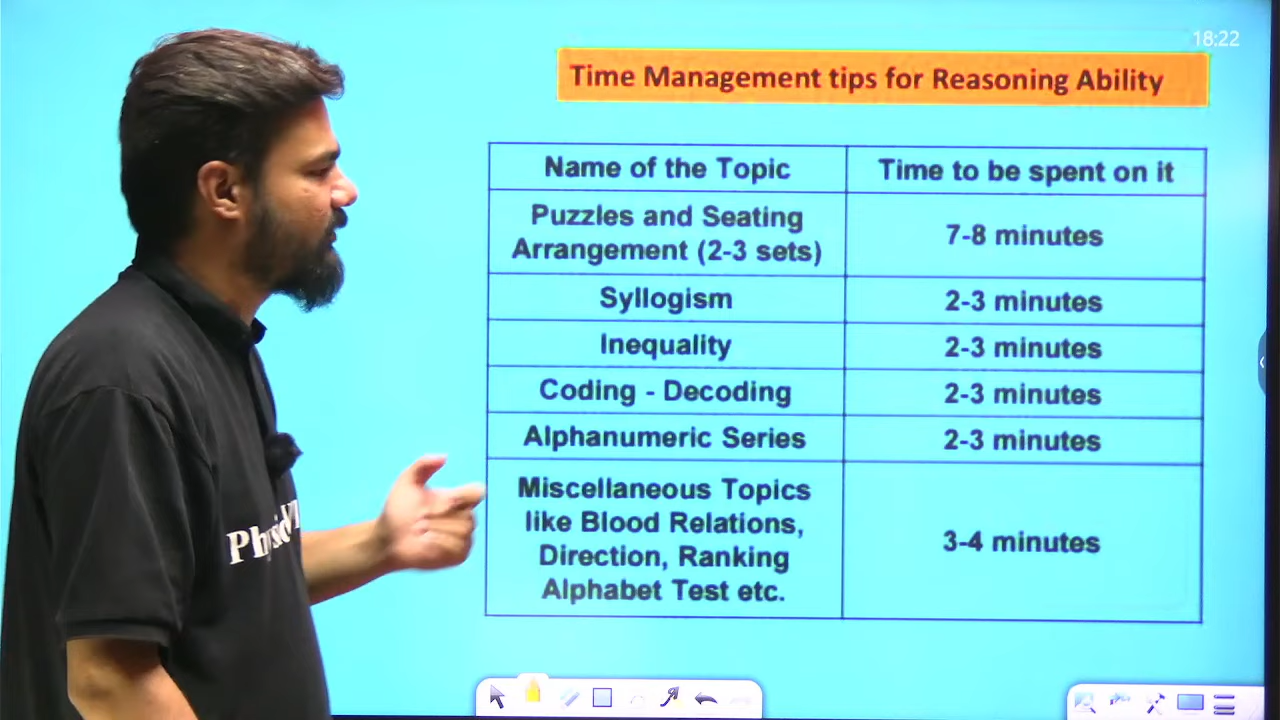 18:22
Time Management tips for Reasoning Ability
Name of the Topic
Time to be spent on it
Puzzles and Seating
Arrangement (2-3 sets)
7-8 minutes
Syllogism
2-3 minutes
Inequality
2-3 minutes
Coding - Decoding
2-3 minutes
Alphanumeric Series
2-3 minutes
Miscellaneous Topics
like Blood Relations,
Direction, Ranking
Alphabet Test etc.
3-4 minutes